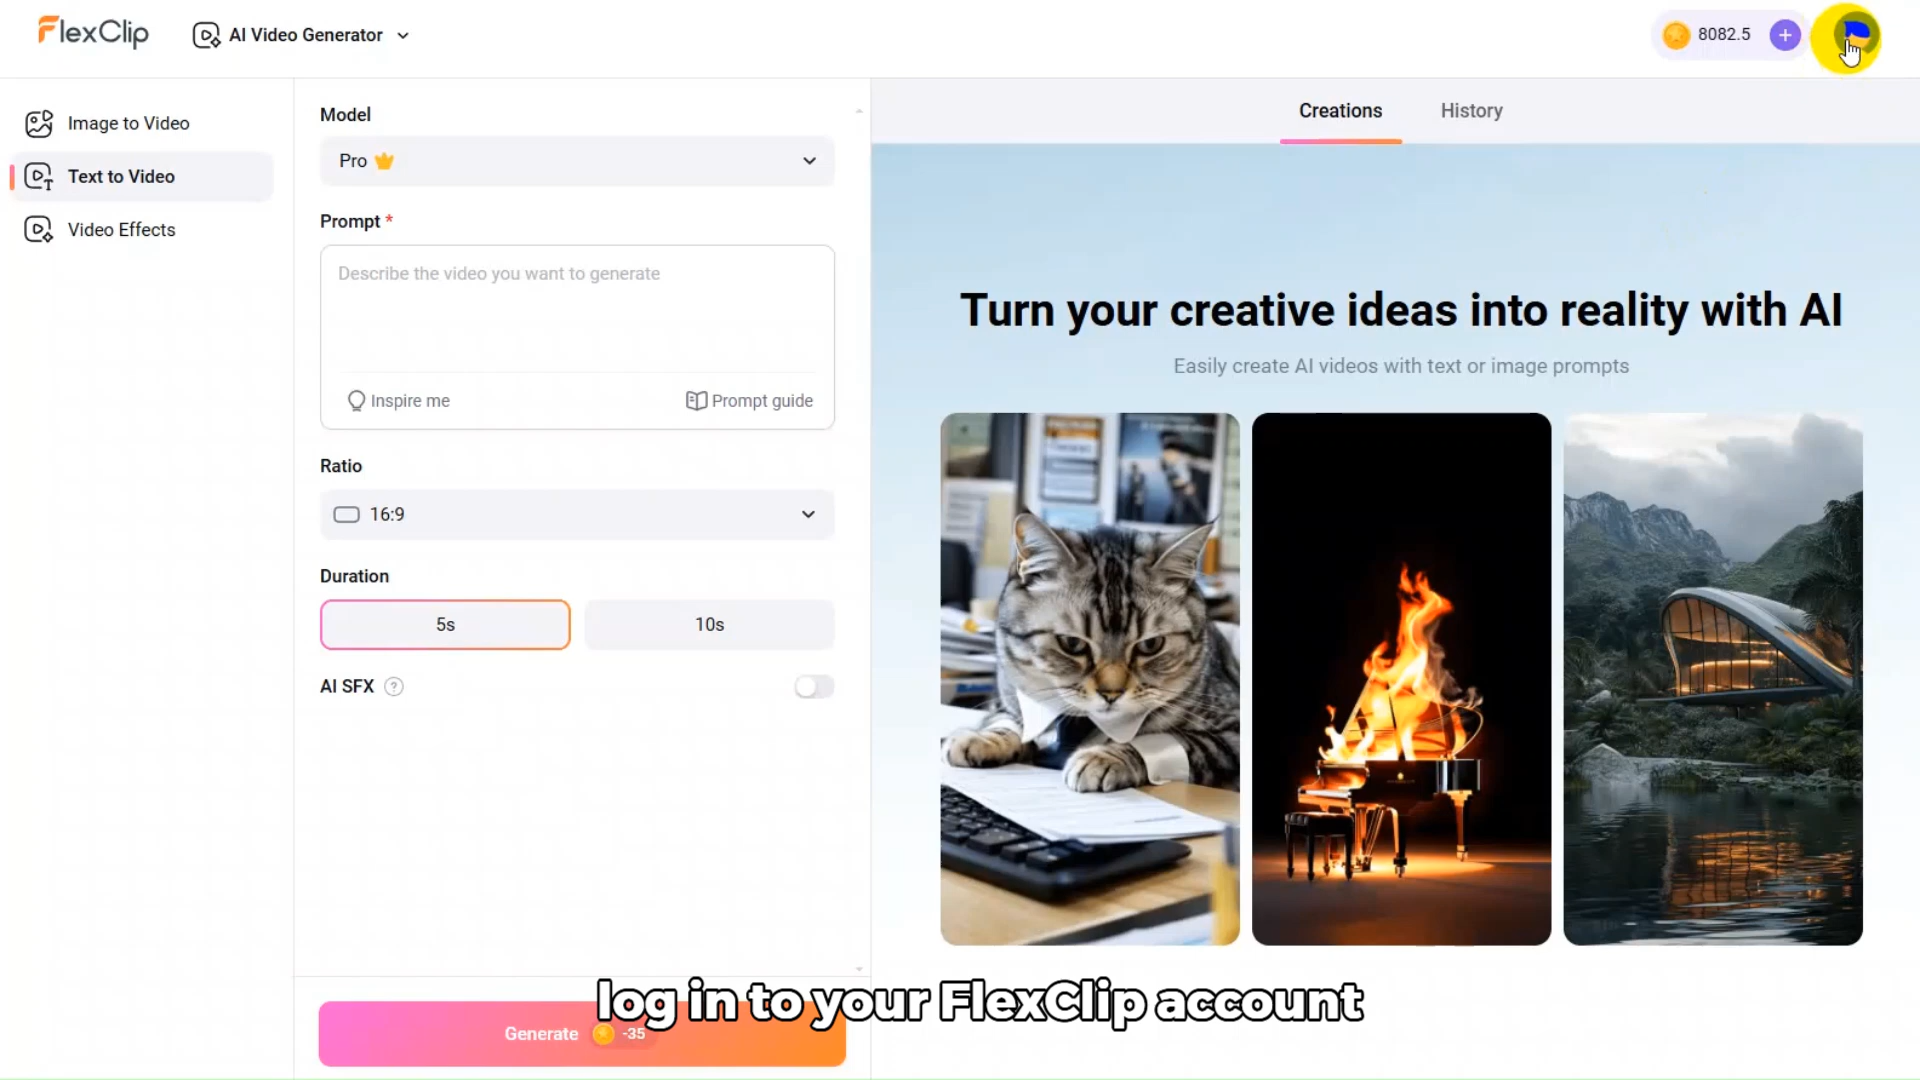 FlexClip
AI Video Generator
8082.5
Image to Video
Text to Video
Video Effects
Model
Pro
Prompt *
Describe the video you want to generate
Inspire me
Prompt guide
Ratio
16:9
Duration
5s
10s
AI SFX
?
Generate -35
Creations
History
Turn your creative ideas into reality with AI
Easily create AI videos with text or image prompts
log in to your FlexClip account